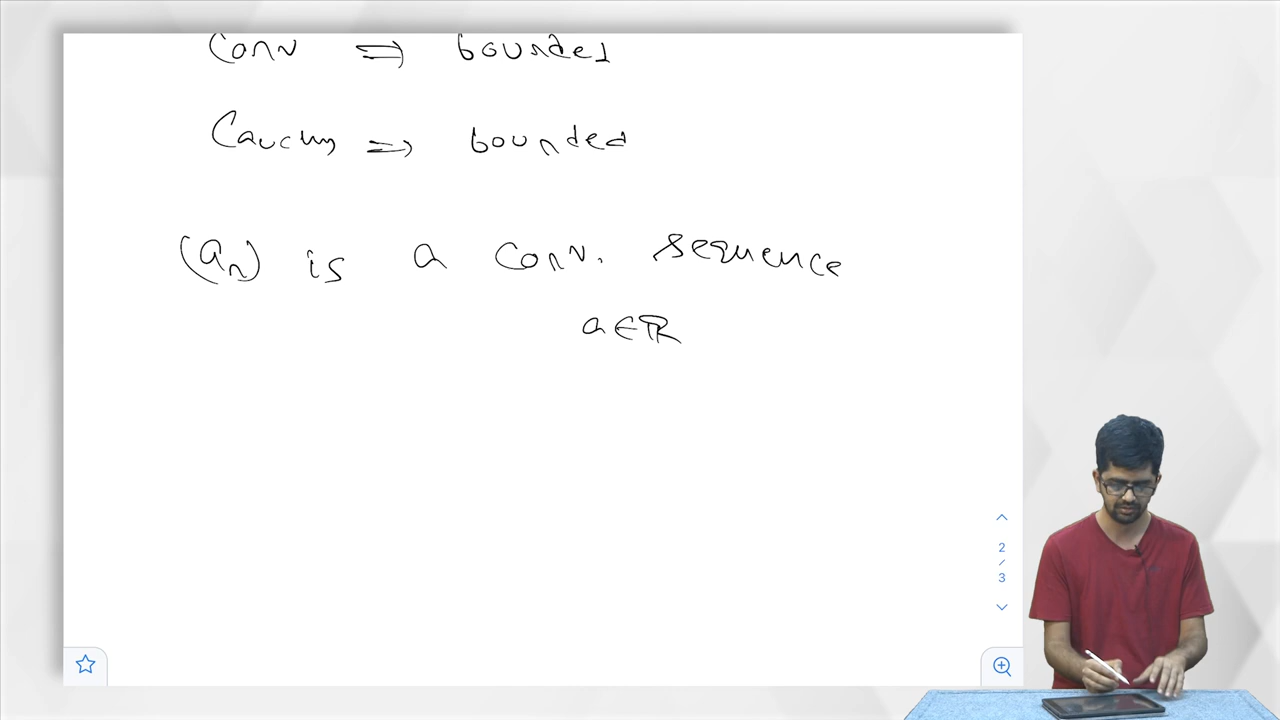 Conv ⇒ bounded
Cauchy ⇒ bounded
(aₙ) is a conv. sequence
a∈ℝ
2
/
3